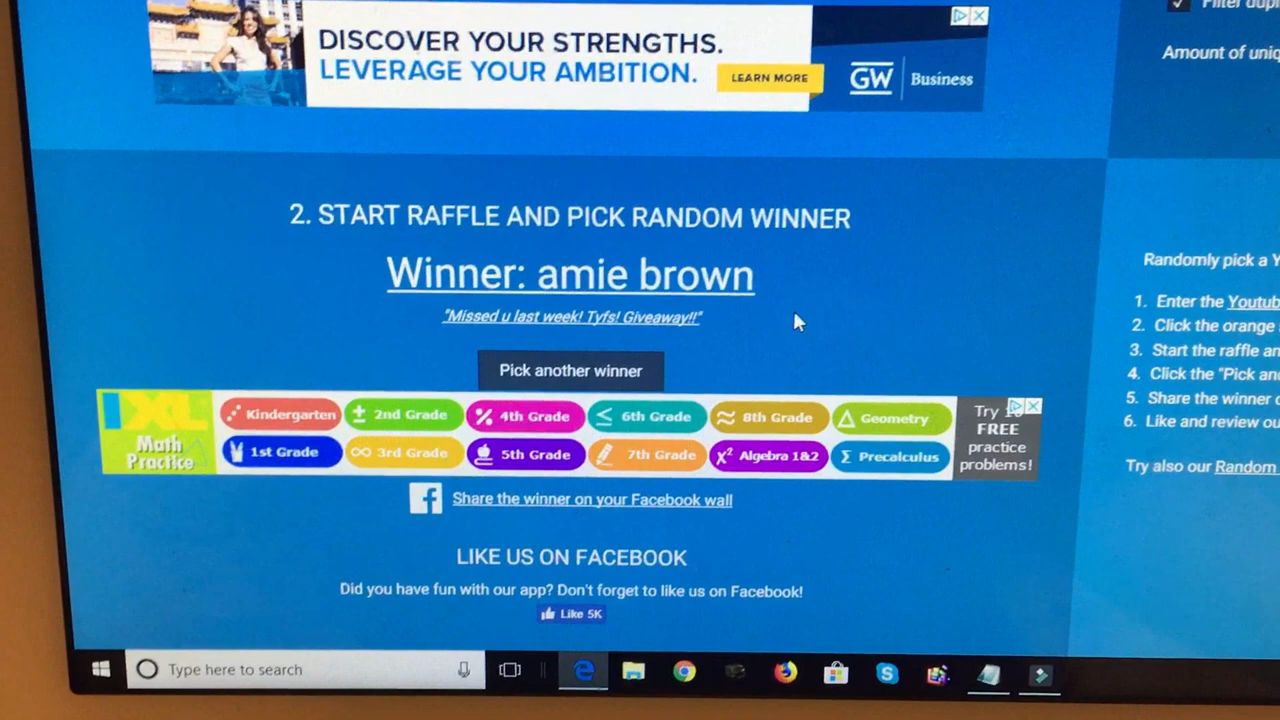 DISCOVER YOUR STRENGTHS.
LEVERAGE YOUR AMBITION.
LEARN MORE
GW Business
Filter
Amount of
2. START RAFFLE AND PICK RANDOM WINNER
Winner: amie brown
"Missed u last week! Tyfs! Giveaway!!"
Pick another winner
IXL
Math
Practice
Kindergarten
± 2nd Grade
% 4th Grade
≤ 6th Grade
≈ 8th Grade
Geometry
1st Grade
∞ 3rd Grade
5th Grade
7th Grade
x² Algebra 1&2
Σ Precalculus
Try
FREE
practice
problems!
Share the winner on your Facebook wall
LIKE US ON FACEBOOK
Did you have fun with our app? Don't forget to like us on Facebook!
Like 5K
Randomly pick a Y
1. Enter the Youtub
2. Click the orange
3. Start the raffle an
4. Click the "Pick an
5. Share the winner
6. Like and review ou
Try also our Random
Type here to search